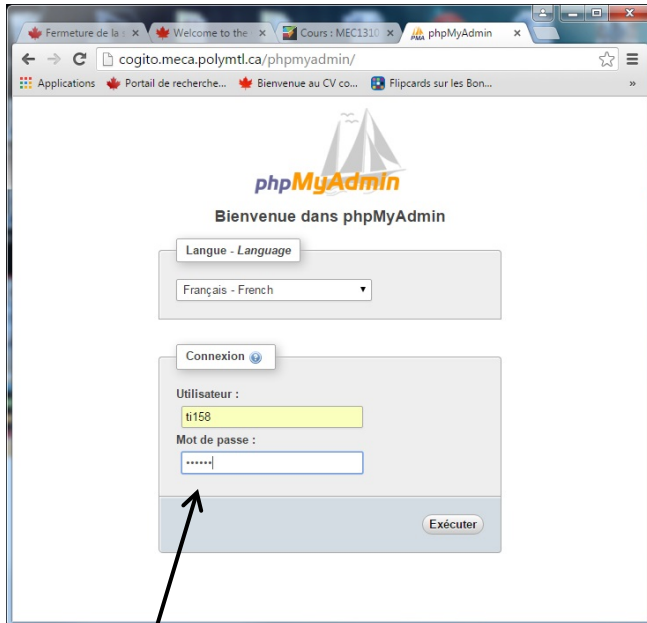 Fermeture de la s
Welcome to the
Cours : MEC1310
phpMyAdmin
cogito.meca.polymtl.ca/phpmyadmin/
Applications
Portail de recherche...
Bienvenue au CV co...
Flipcards sur les Bon...
»
phpMyAdmin
Bienvenue dans phpMyAdmin
Langue - Language
Français - French
Connexion
Utilisateur :
ti158
Mot de passe :
••••••
Exécuter